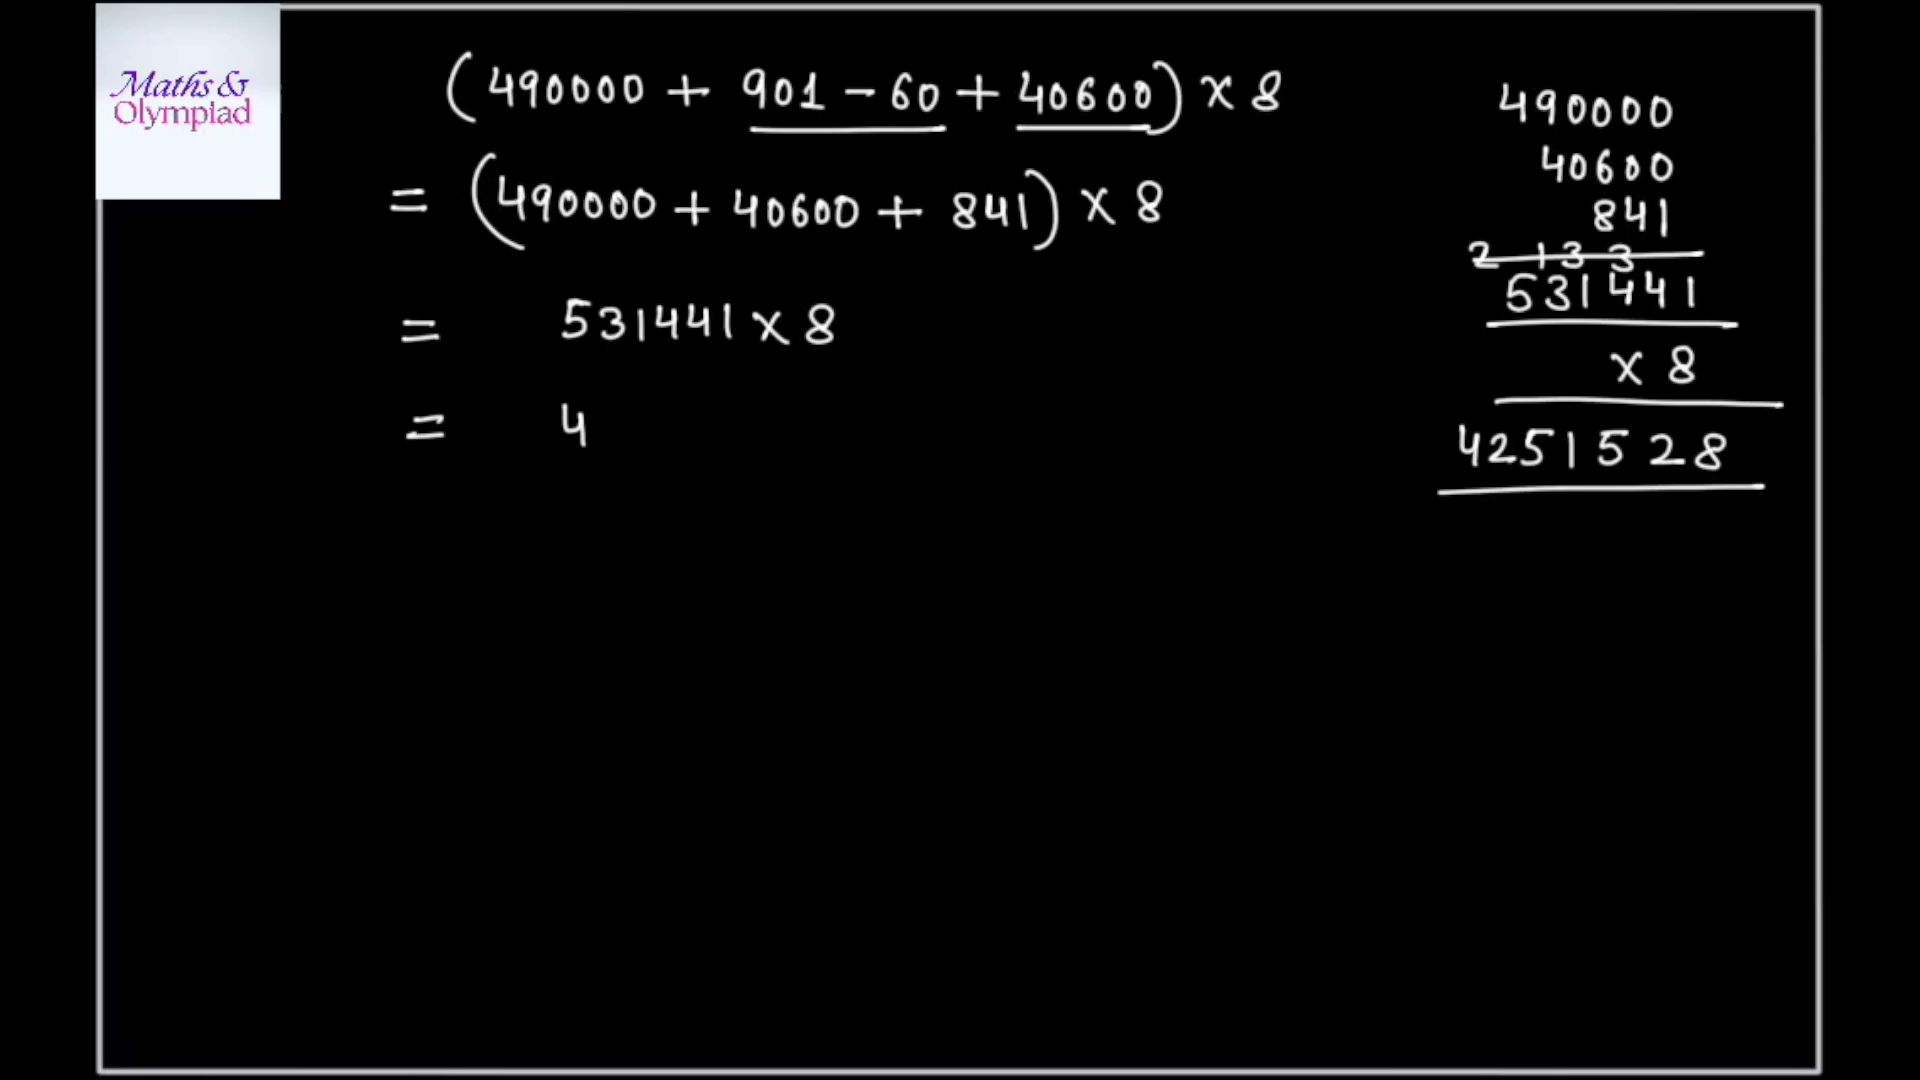 Maths &
Olympiad
(490000 + 901 - 60 + 40600) × 8
= (490000 + 40600 + 841) × 8
= 531441 × 8
= 4
490000
40600
841
2 1 3 3
531441
× 8
4251528